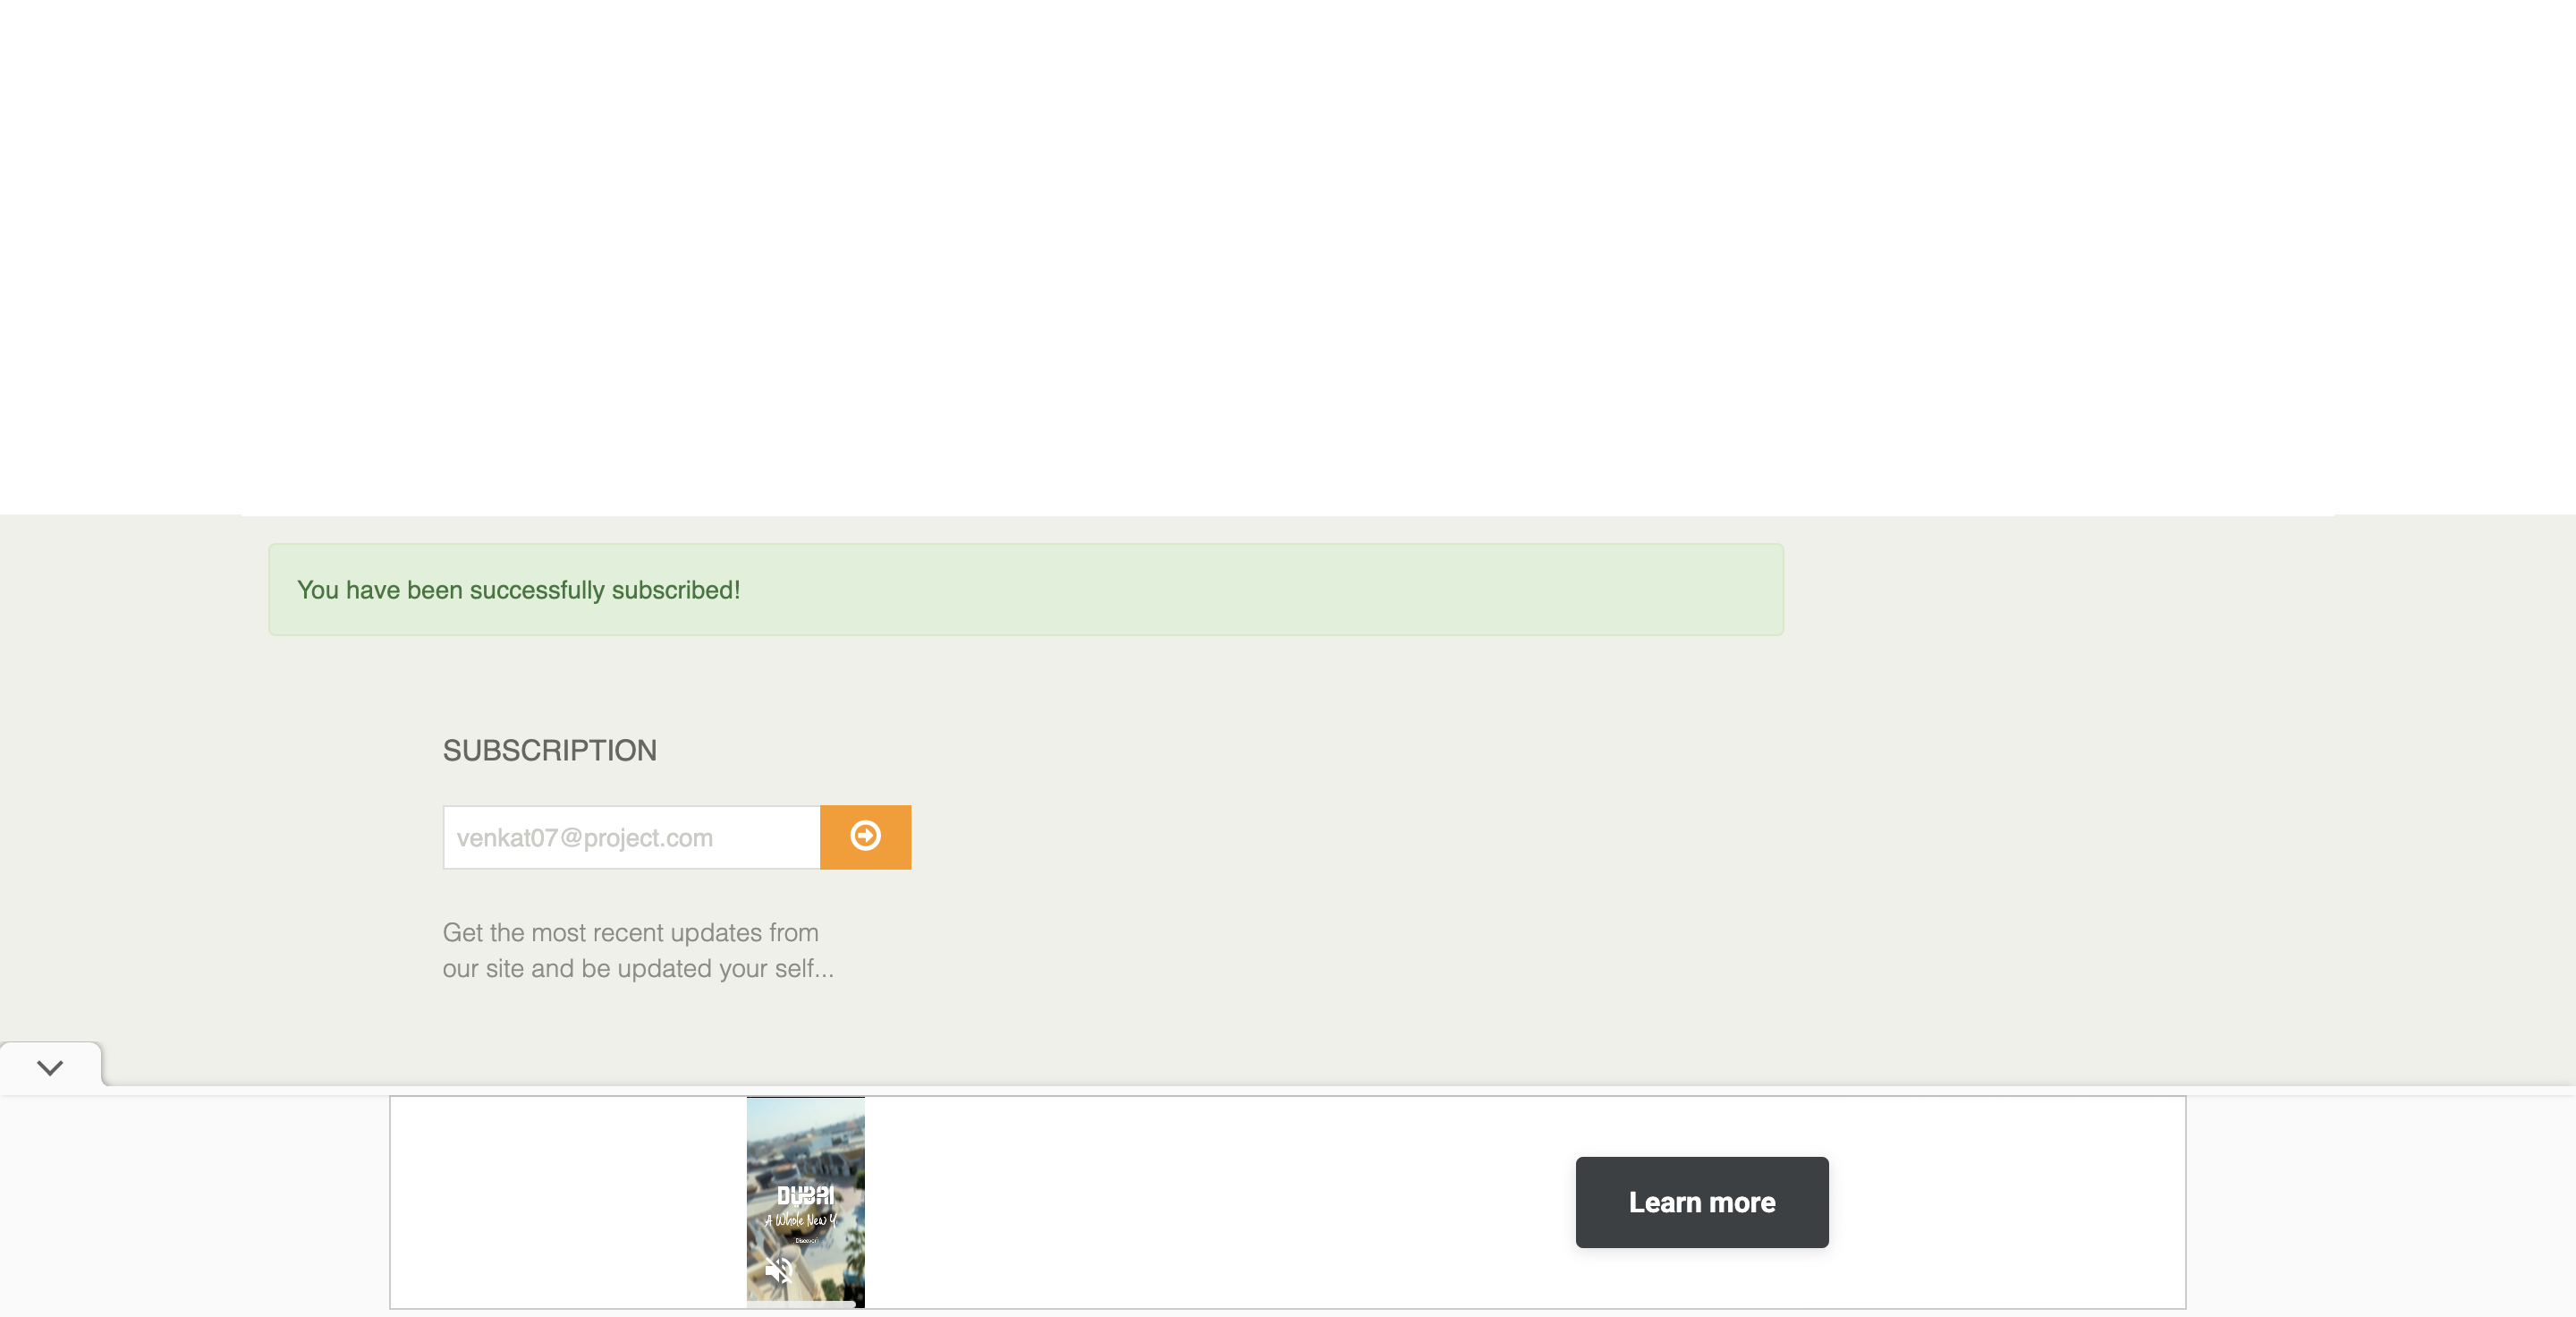 You have been successfully subscribed!
SUBSCRIPTION
venkat07@project.com
Get the most recent updates from
our site and be updated your self...
DUBAI
A Whole New Y
Discover
Learn more